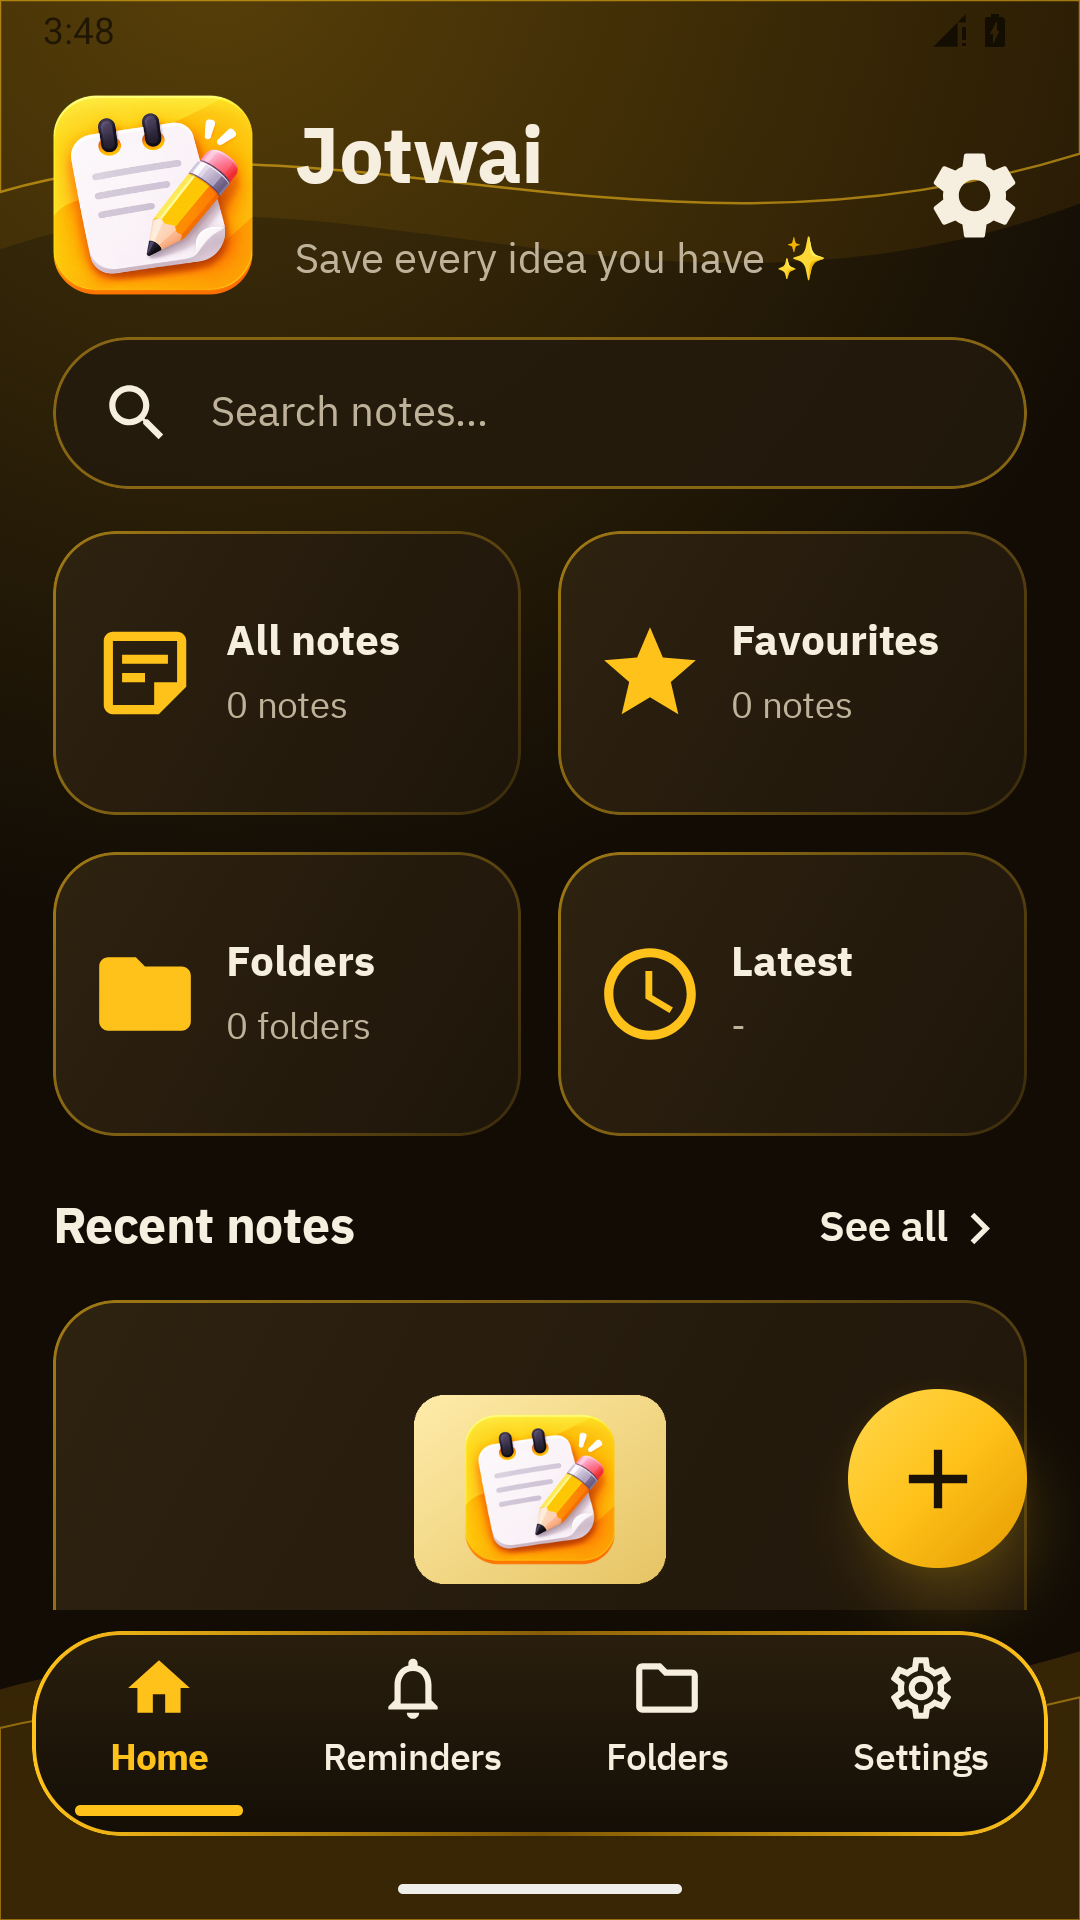 3:48
Jotwai
Save every idea you have ✨
Search notes...
All notes
0 notes
Favourites
0 notes
Folders
0 folders
Latest
-
Recent notes
See all
Home
Reminders
Folders
Settings